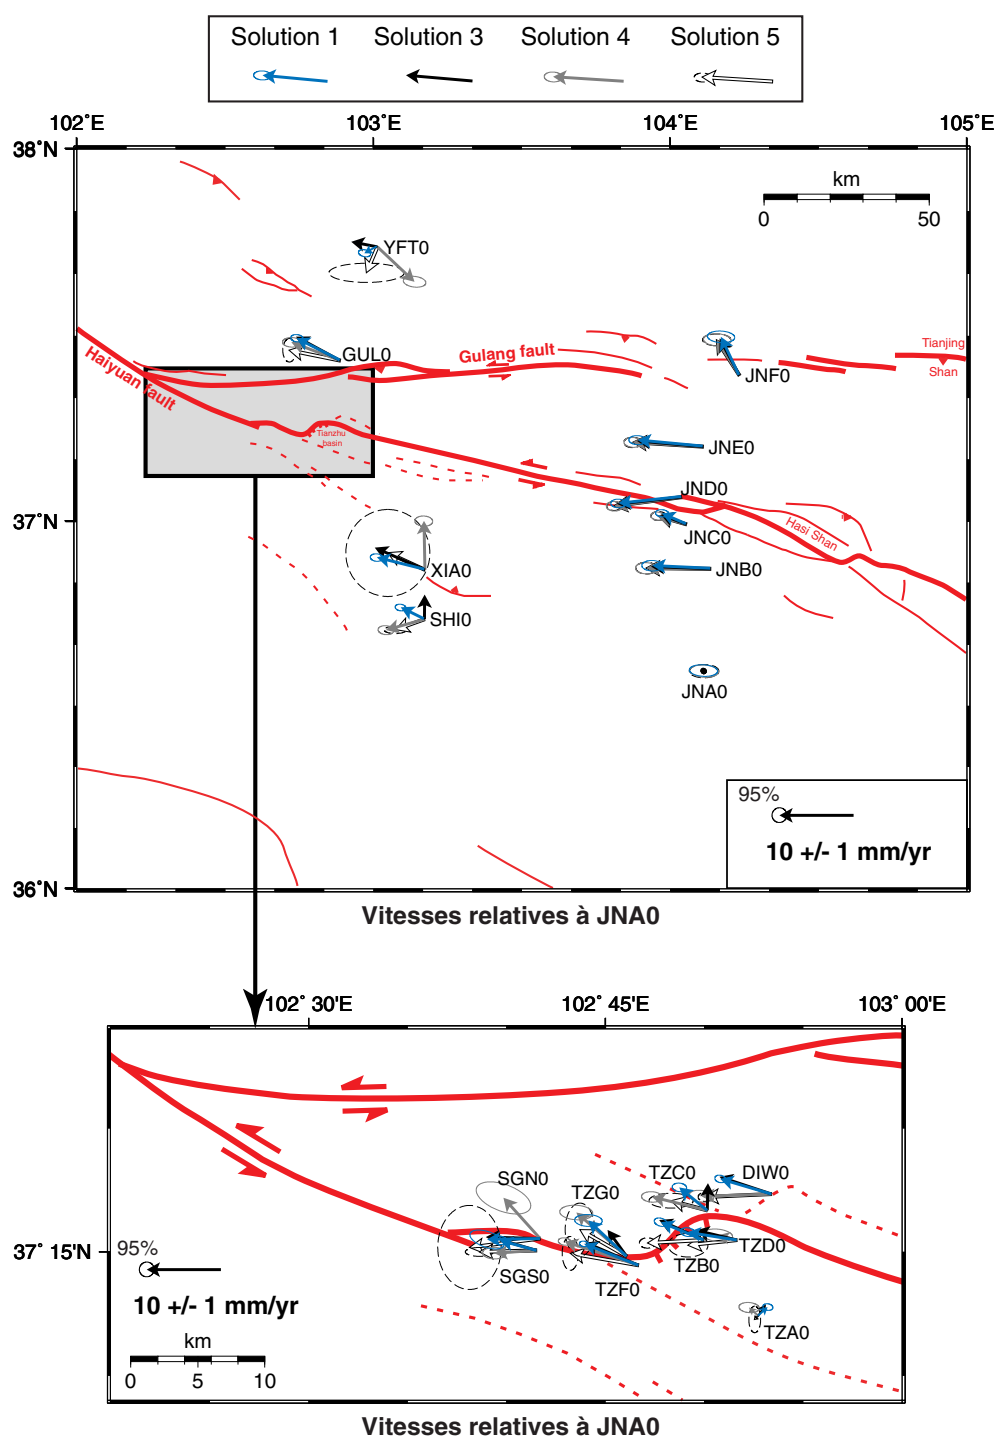 Solution 1 Solution 3 Solution 4 Solution 5
102˚E 103˚E 104˚E 105˚E
38˚N
km
0 50
YFT0
GUL0
Gulang fault
Tianjing
Shan
JNF0
Haiyuan fault
Tianzhu
basin
JNE0
JND0
37˚N
JNC0
Hasi Shan
XIA0
JNB0
SHI0
JNA0
95%
10 +/- 1 mm/yr
36˚N
Vitesses relatives à JNA0
102˚ 30'E 102˚ 45'E 103˚ 00'E
SGN0
TZG0
TZC0
DIW0
37˚ 15'N
95%
TZD0
TZB0
SGS0
TZF0
10 +/- 1 mm/yr
TZA0
km
0 5 10
Vitesses relatives à JNA0